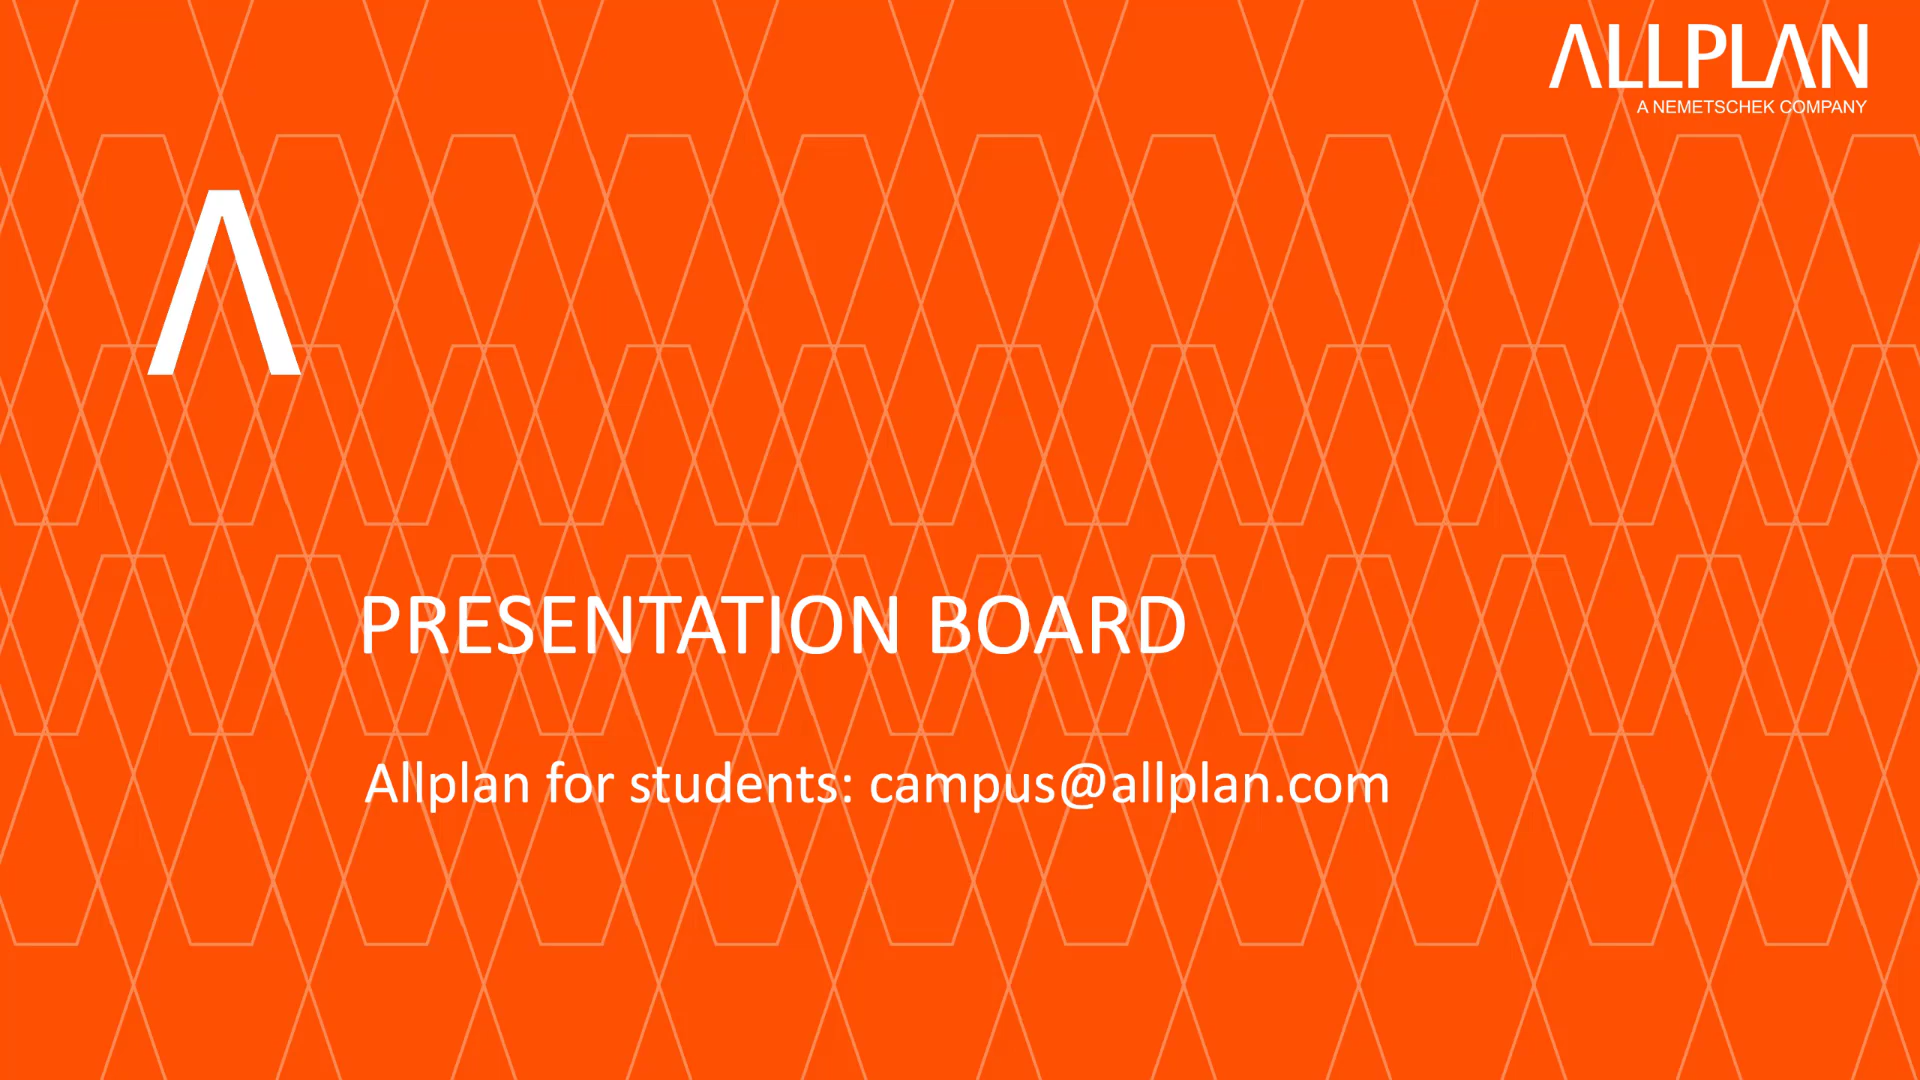 ALLPLAN
A NEMETSCHEK COMPANY
PRESENTATION BOARD
Allplan for students: campus@allplan.com